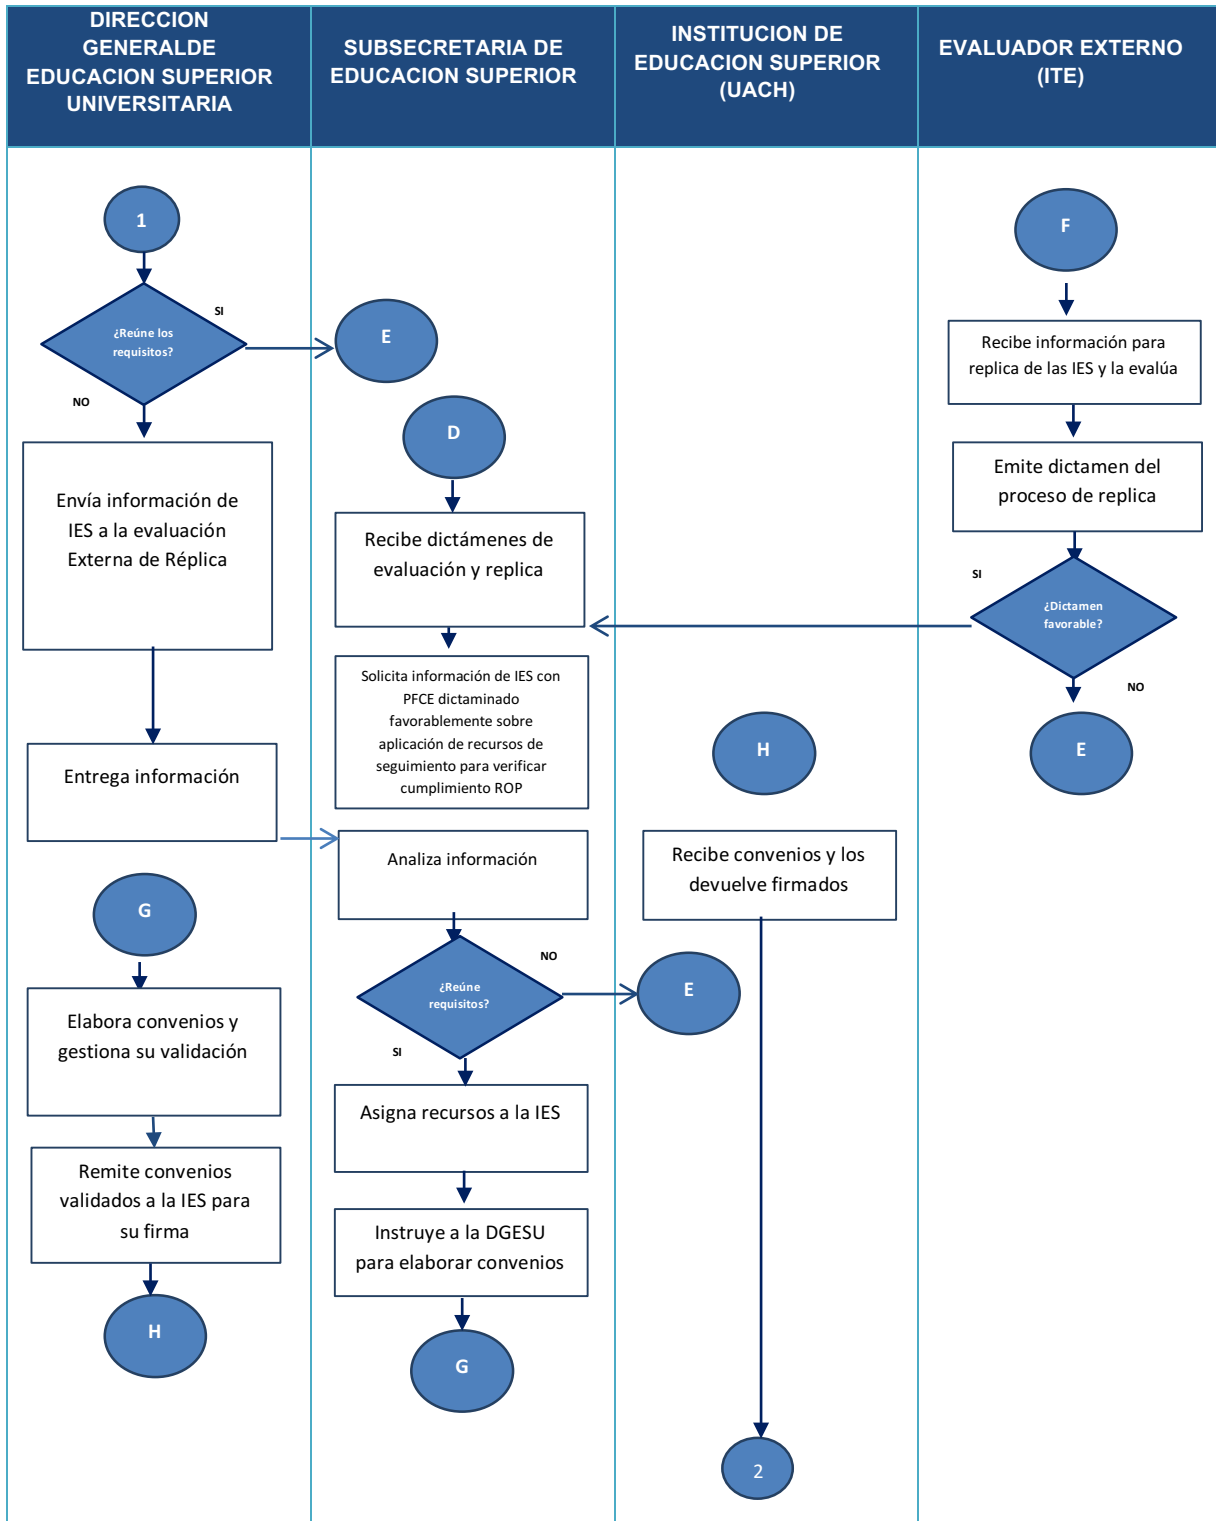 DIRECCION
GENERALDE
EDUCACION SUPERIOR
UNIVERSITARIA
SUBSECRETARIA DE
EDUCACION SUPERIOR
INSTITUCION DE
EDUCACION SUPERIOR
(UACH)
EVALUADOR EXTERNO
(ITE)
1
SI
¿Reúne los
requisitos?
NO
Envía información de
IES a la evaluación
Externa de Réplica
Entrega información
G
Elabora convenios y
gestiona su validación
Remite convenios
validados a la IES para
su firma
H
E
D
Recibe dictámenes de
evaluación y replica
Solicita información de IES con
PFCE dictaminado
favorablemente sobre
aplicación de recursos de
seguimiento para verificar
cumplimiento ROP
Analiza información
NO
¿Reúne
requisitos?
SI
Asigna recursos a la IES
Instruye a la DGESU
para elaborar convenios
G
H
Recibe convenios y los
devuelve firmados
E
2
F
Recibe información para
replica de las IES y la evalúa
Emite dictamen del
proceso de replica
SI
¿Dictamen
favorable?
NO
E